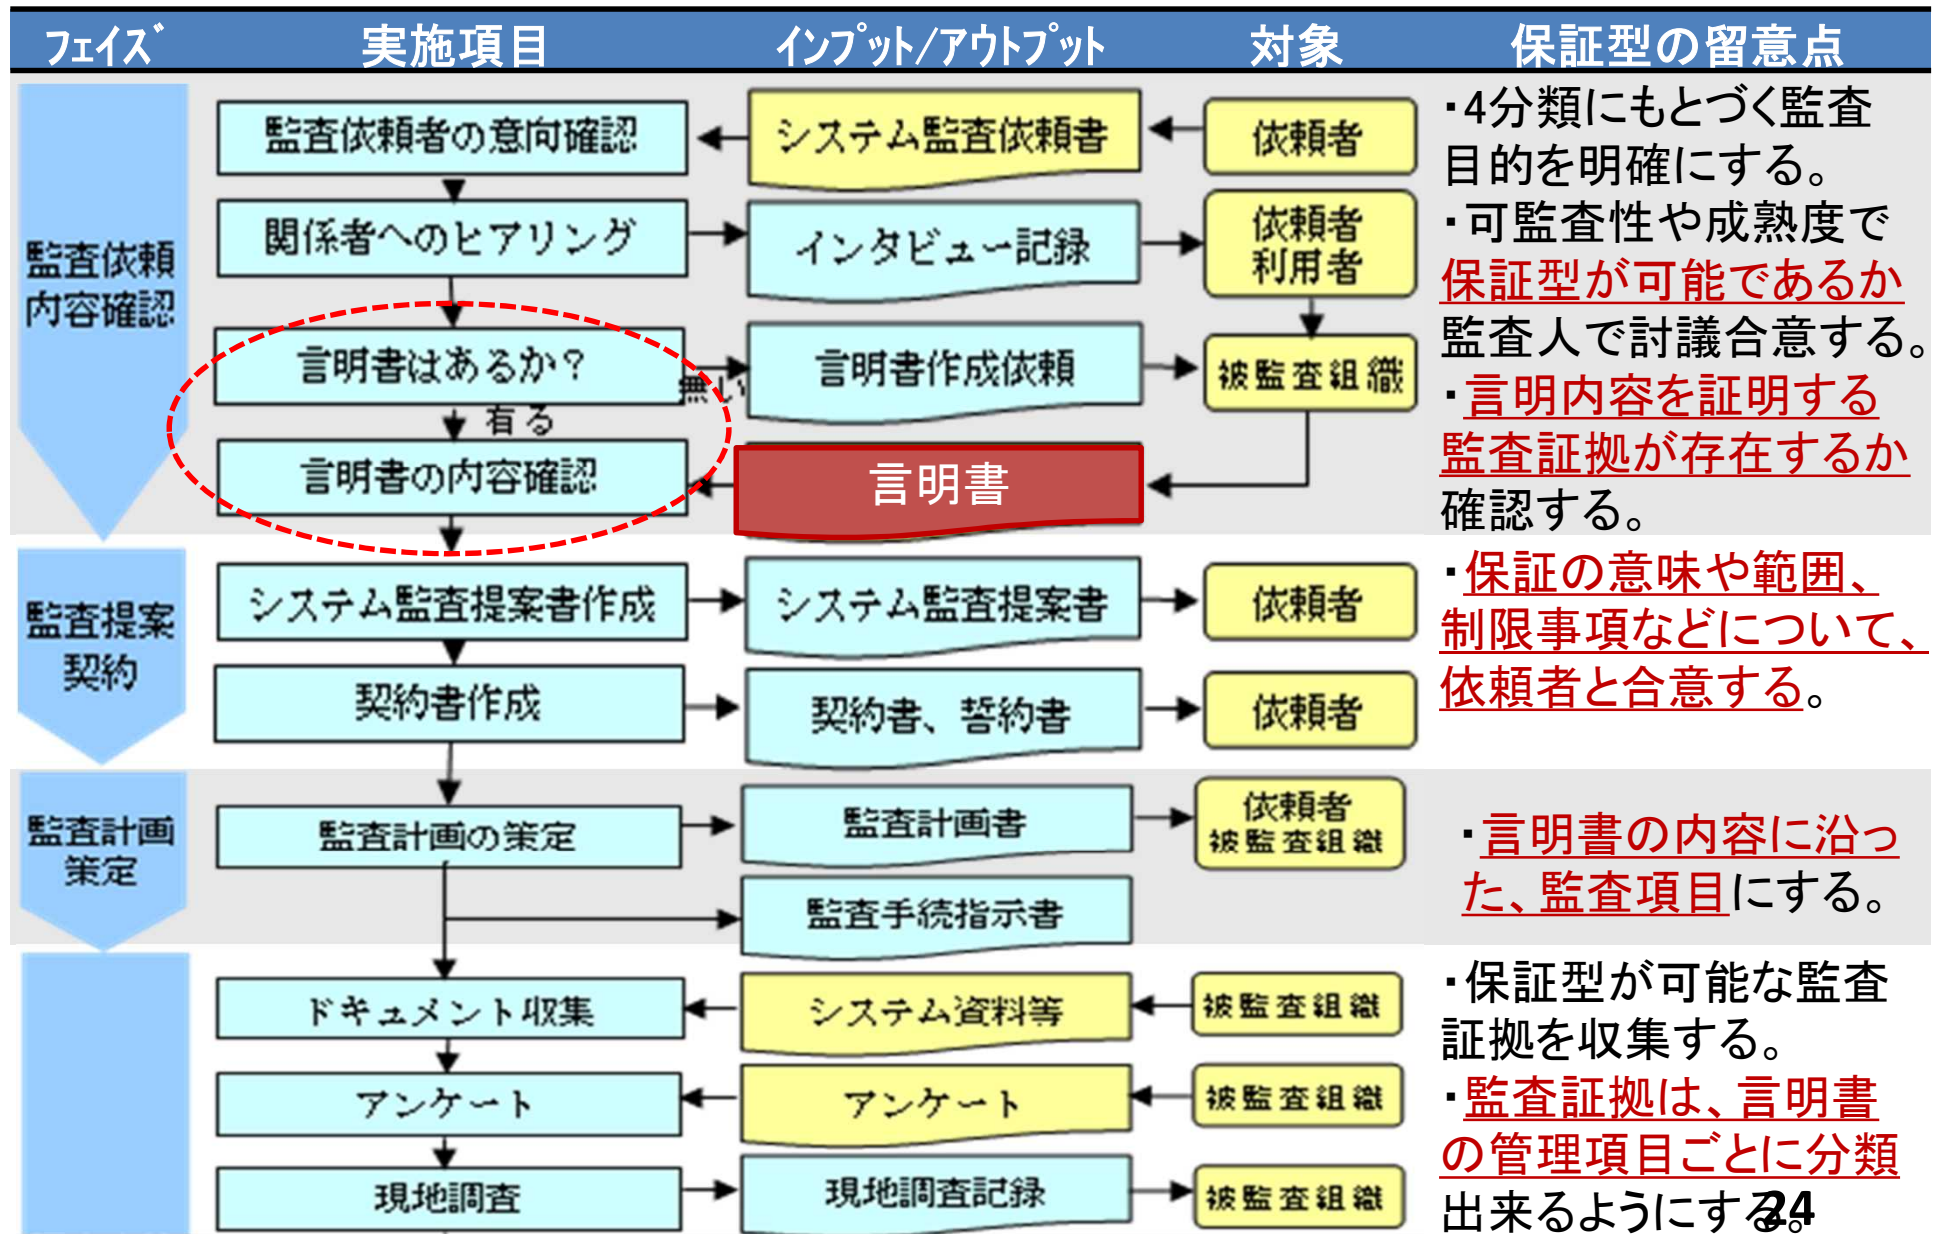 フェイズ 実施項目 インプット/アウトプット 対象 保証型の留意点
監査依頼
内容確認
監査依頼者の意向確認
システム監査依頼書
依頼者
関係者へのヒアリング
インタビュー記録
依頼者
利用者
言明書はあるか？
無い
言明書作成依頼
被監査組織
有る
言明書の内容確認
言明書
・4分類にもとづく監査
目的を明確にする。
・可監査性や成熟度で
保証型が可能であるか
監査人で討議合意する。
・言明内容を証明する
監査証拠が存在するか
確認する。
監査提案
契約
システム監査提案書作成
システム監査提案書
依頼者
契約書作成
契約書、誓約書
依頼者
・保証の意味や範囲、
制限事項などについて、
依頼者と合意する。
監査計画
策定
監査計画の策定
監査計画書
依頼者
被監査組織
監査手続指示書
・言明書の内容に沿っ
た、監査項目にする。
ドキュメント収集
システム資料等
被監査組織
アンケート
アンケート
被監査組織
現地調査
現地調査記録
被監査組織
・保証型が可能な監査
証拠を収集する。
・監査証拠は、言明書
の管理項目ごとに分類
出来るようにする。
24